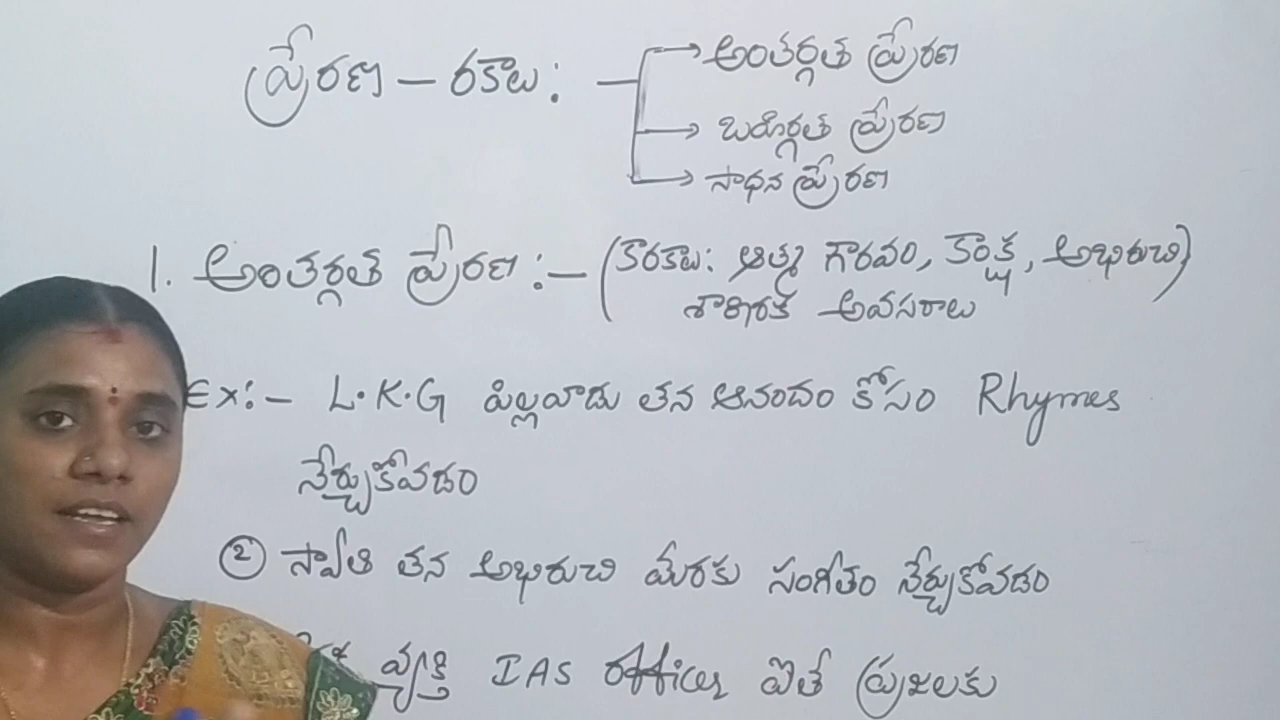 ప్రేరణ – రకాలు : → అంతర్గత ప్రేరణ
→ బహిర్గత ప్రేరణ
→ సాధన ప్రేరణ
1. అంతర్గత ప్రేరణ :– (కారకాలు: ఆత్మ గౌరవం, కాంక్ష, అభిరుచి)
శారీరక అవసరాలు
Ex:– L.K.G పిల్లవాడు తన ఆనందం కోసం Rhymes
నేర్చుకోవడం
② స్వాతి తన అభిరుచి మేరకు సంగీతం నేర్చుకోవడం
వ్యక్తి IAS officer ఐతే ప్రజలకు